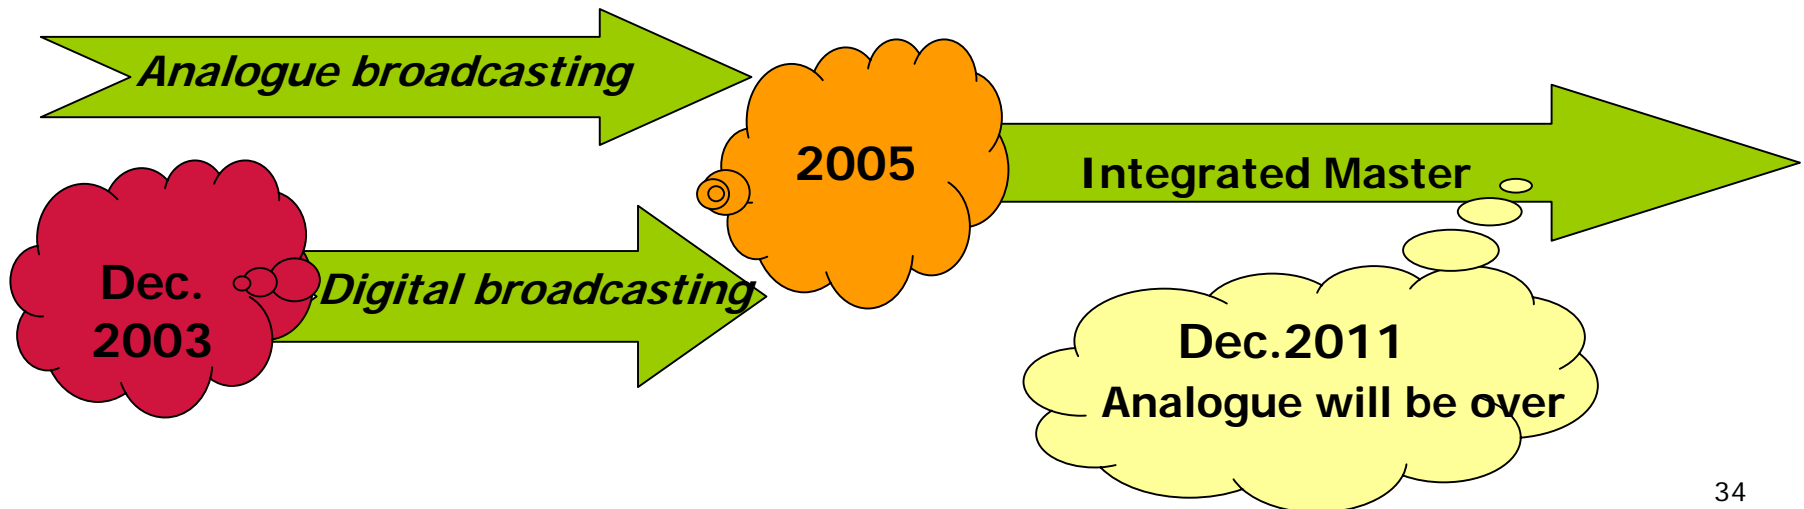 Analogue broadcasting
2005
Integrated Master
Dec.
2003
Digital broadcasting
Dec.2011
Analogue will be over
34